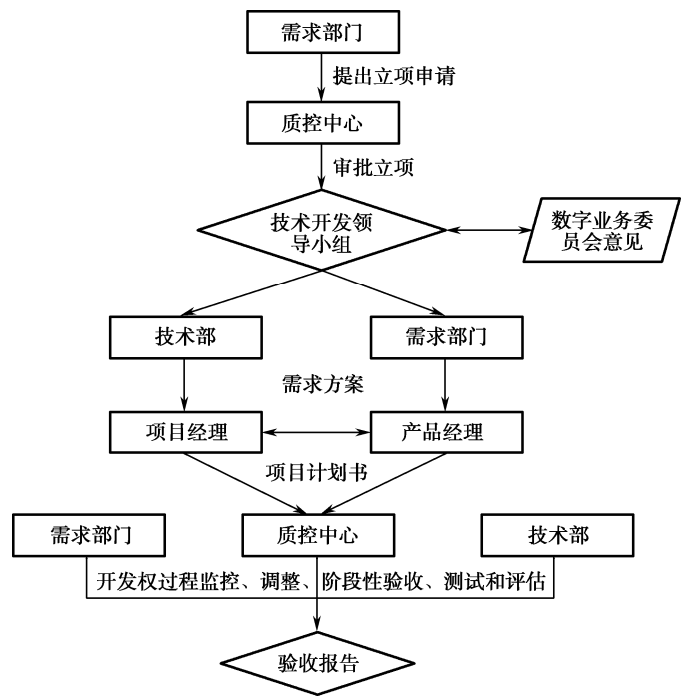 需求部门
提出立项申请
质控中心
审批立项
技术开发领
导小组
数字业务委
员会意见
技术部
需求部门
需求方案
项目经理
产品经理
项目计划书
需求部门
质控中心
技术部
开发权过程监控、调整、阶段性验收、测试和评估
验收报告